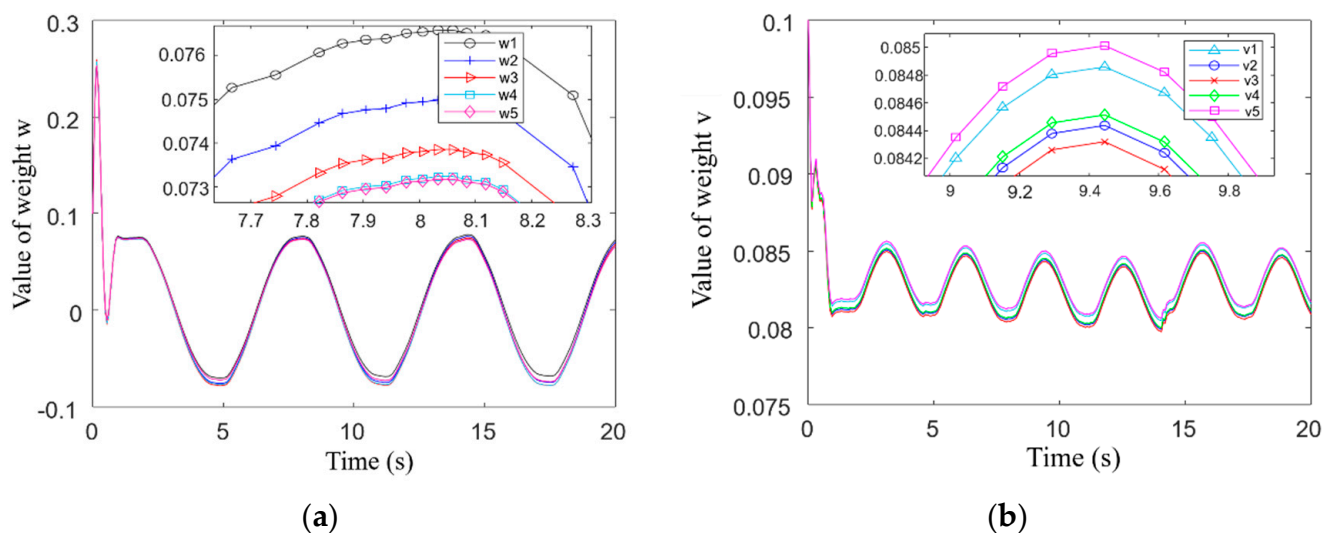 0.3
0.2
0.1
0
-0.1
Value of weight w
0 5 10 15 20
Time (s)
0.076
0.075
0.074
0.073
7.7 7.8 7.9 8 8.1 8.2 8.3
w1
w2
w3
w4
w5
(a)
0.1
0.095
0.09
0.085
0.08
0.075
Value of weight v
0 5 10 15 20
Time (s)
0.085
0.0848
0.0846
0.0844
0.0842
9 9.2 9.4 9.6 9.8
v1
v2
v3
v4
v5
(b)